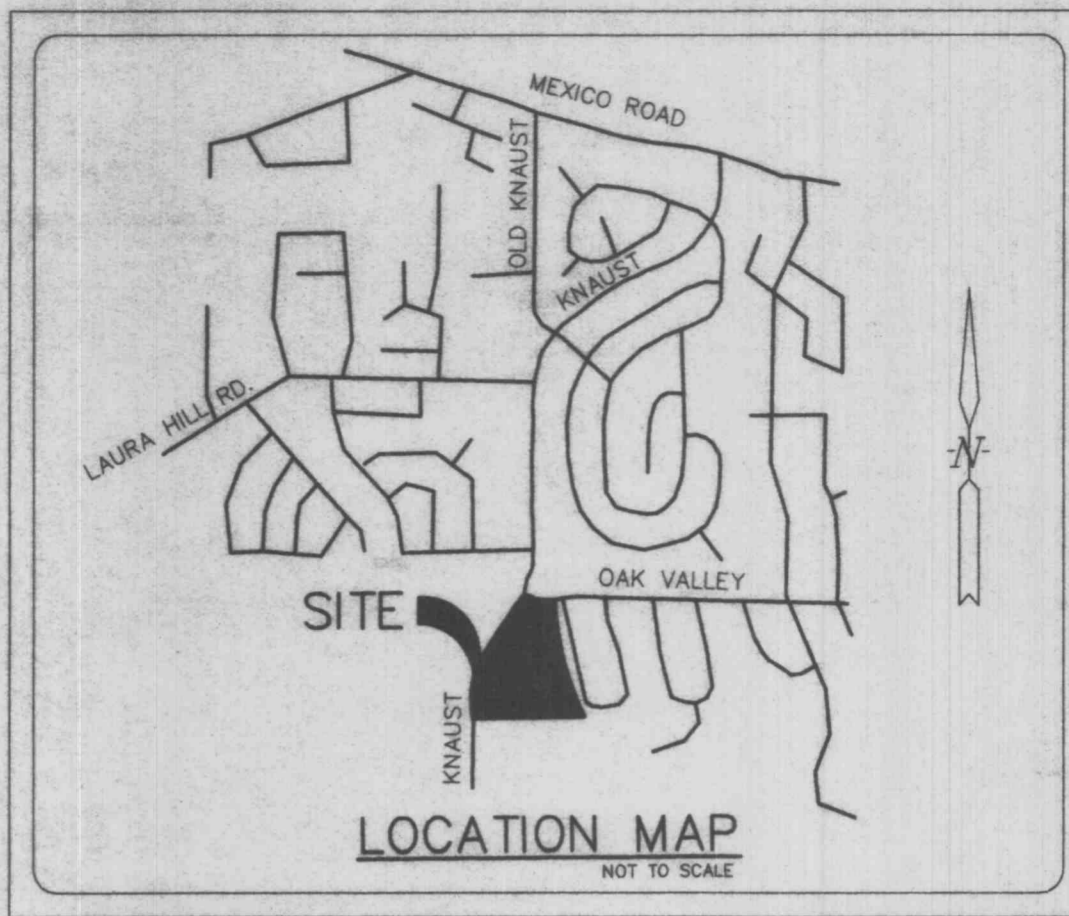 MEXICO ROAD
OLD KNAUST
KNAUST
LAURA HILL RD.
N
OAK VALLEY
SITE
KNAUST
LOCATION MAP
NOT TO SCALE